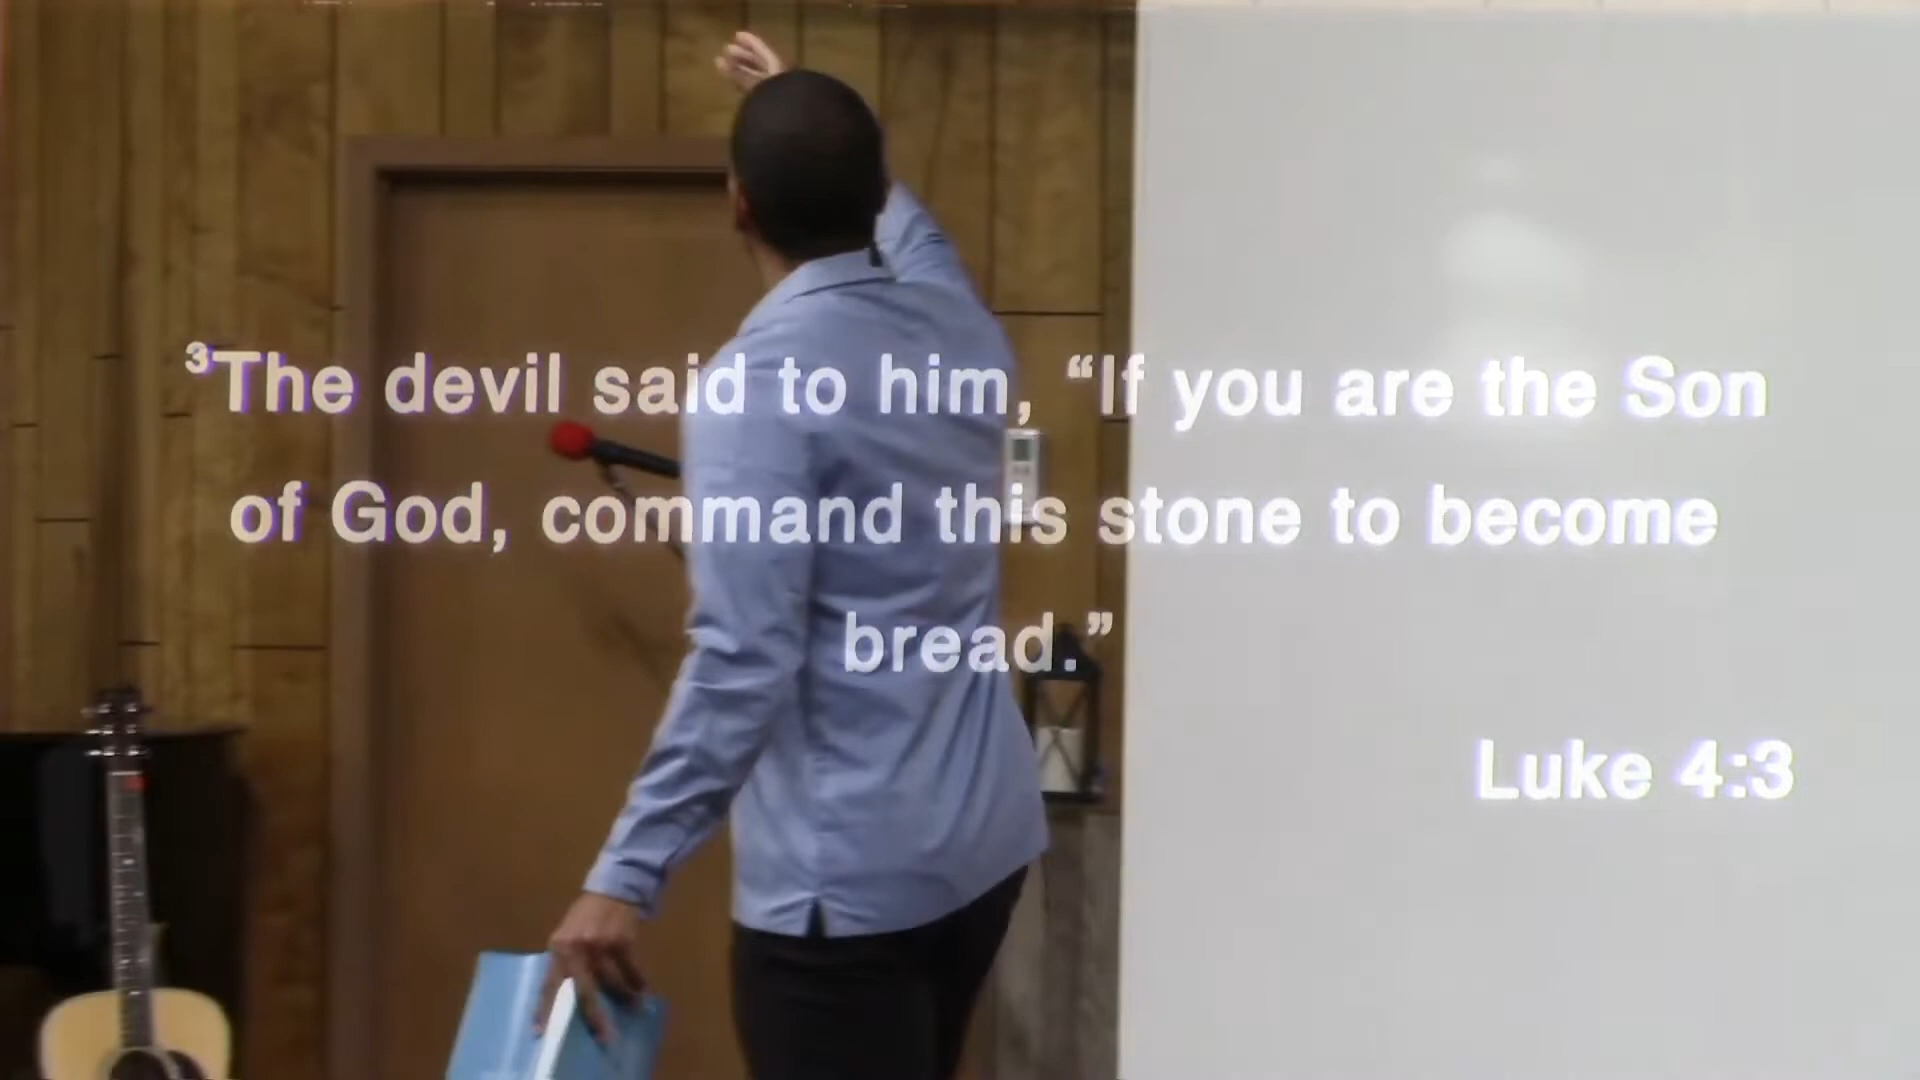 ³The devil said to him, “If you are the Son
of God, command this stone to become
bread.”
Luke 4:3